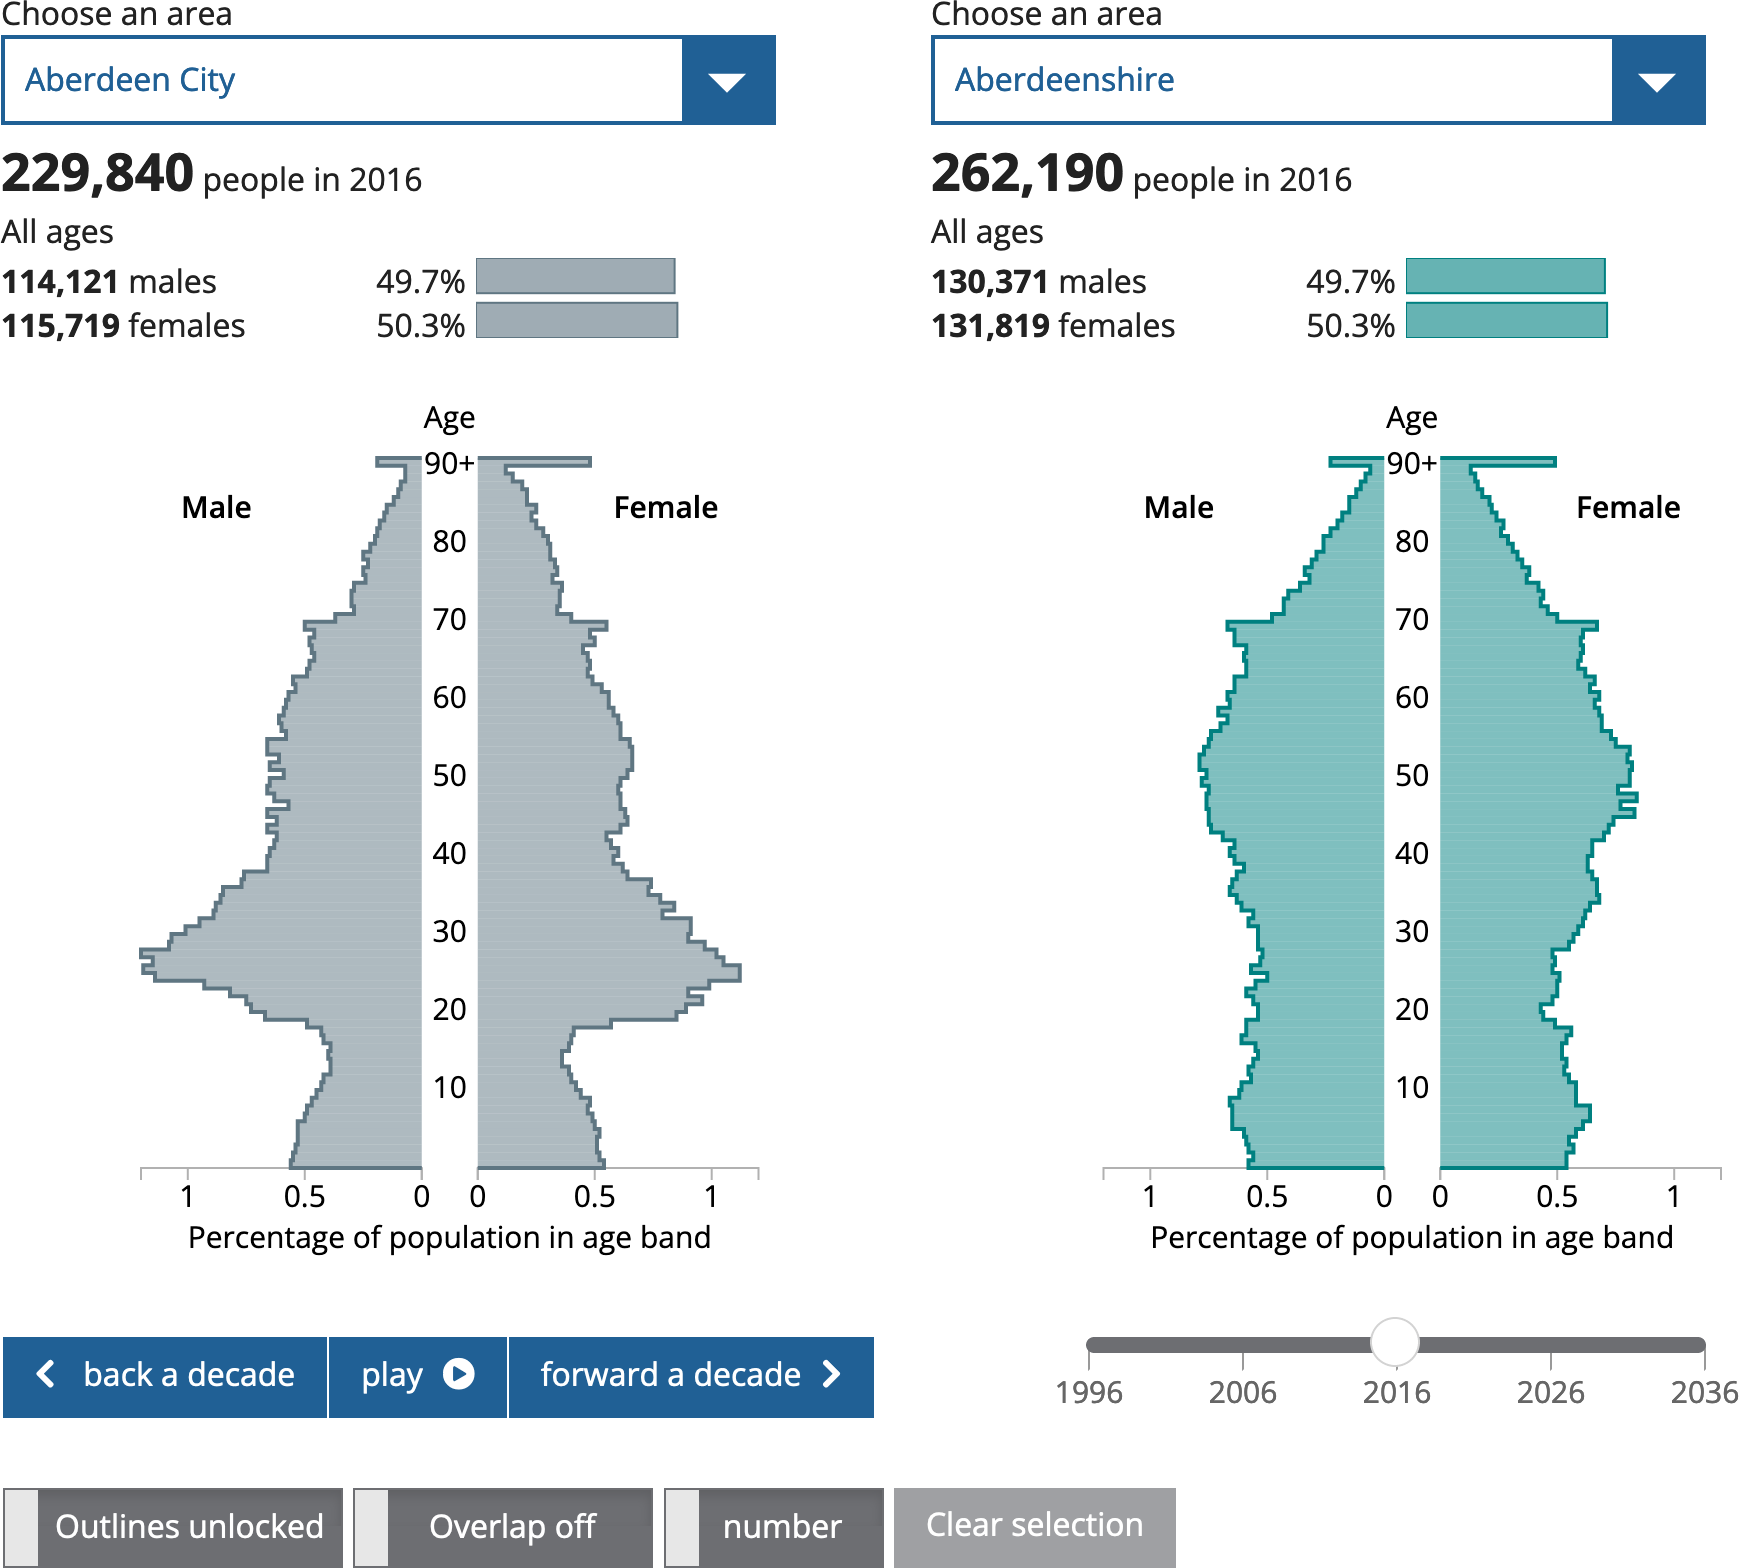 Choose an area
Aberdeen City
229,840 people in 2016
All ages
114,121 males 49.7%
115,719 females 50.3%
Choose an area
Aberdeenshire
262,190 people in 2016
All ages
130,371 males 49.7%
131,819 females 50.3%
Age
90+
Male
Female
80
70
60
50
40
30
20
10
1 0.5 0 0 0.5 1
Percentage of population in age band
Age
90+
Male
Female
80
70
60
50
40
30
20
10
1 0.5 0 0 0.5 1
Percentage of population in age band
back a decade
play
forward a decade
1996 2006 2016 2026 2036
Outlines unlocked
Overlap off
number
Clear selection